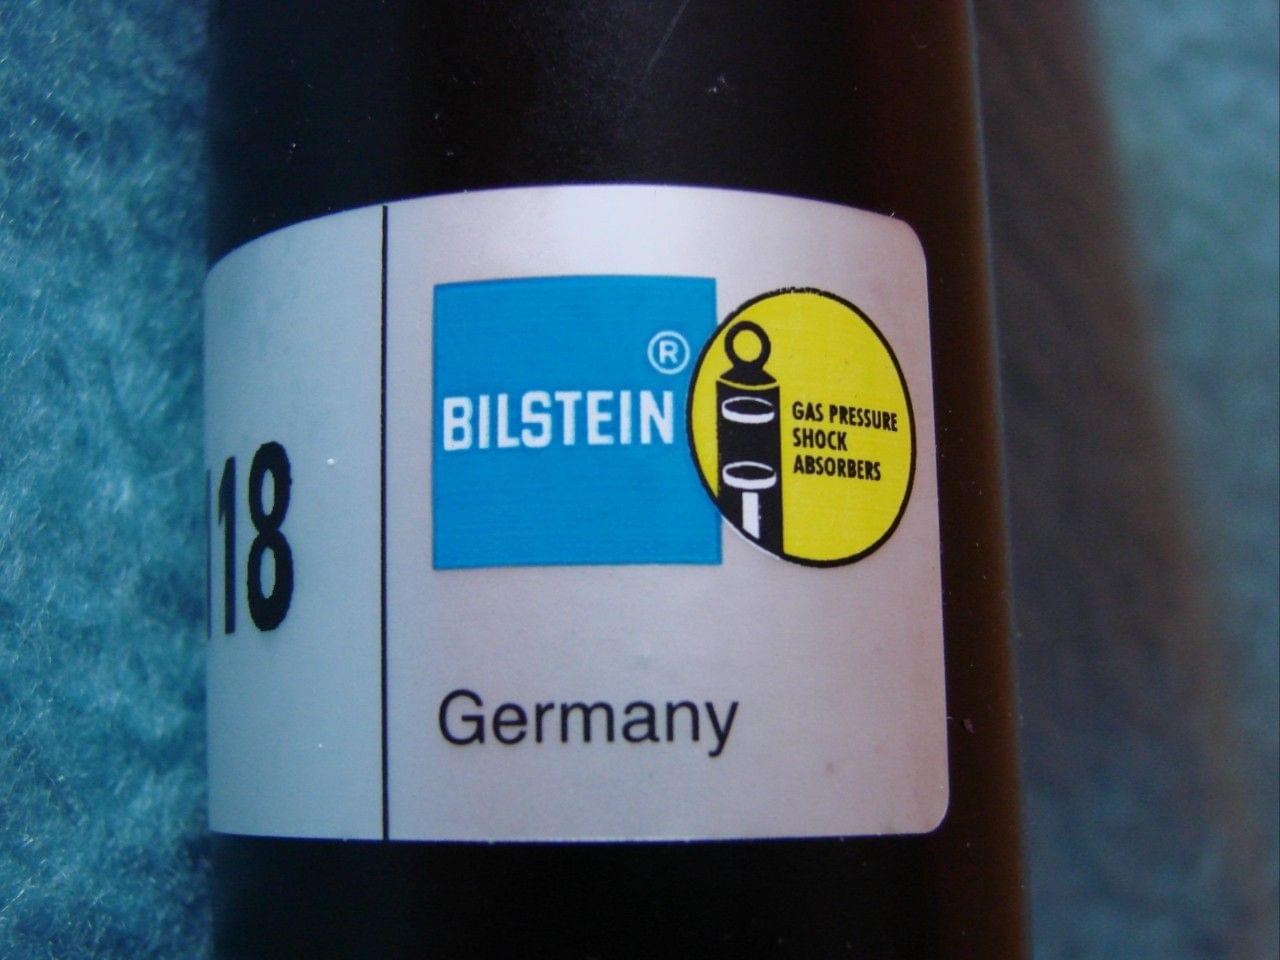 18
BILSTEIN®
GAS PRESSURE
SHOCK
ABSORBERS
Germany